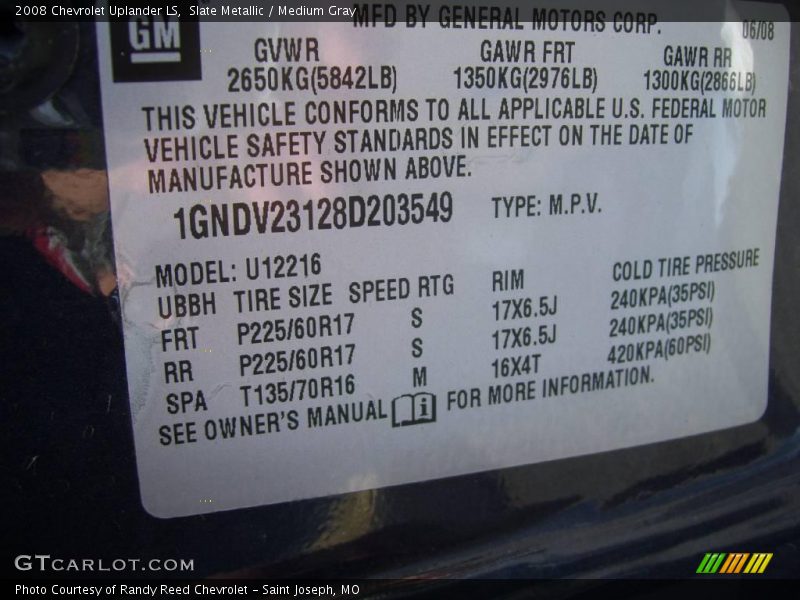 2008 Chevrolet Uplander LS, Slate Metallic / Medium Gray
GM
MFD BY GENERAL MOTORS CORP.
06/08
GVWR GAWR FRT GAWR RR
2650KG(5842LB) 1350KG(2976LB) 1300KG(2866LB)
THIS VEHICLE CONFORMS TO ALL APPLICABLE U.S. FEDERAL MOTOR
VEHICLE SAFETY STANDARDS IN EFFECT ON THE DATE OF
MANUFACTURE SHOWN ABOVE.
1GNDV23128D203549 TYPE: M.P.V.
MODEL: U12216
UBBH TIRE SIZE SPEED RTG RIM COLD TIRE PRESSURE
FRT P225/60R17 S 17X6.5J 240KPA(35PSI)
RR P225/60R17 S 17X6.5J 240KPA(35PSI)
SPA T135/70R16 M 16X4T 420KPA(60PSI)
SEE OWNER'S MANUAL i FOR MORE INFORMATION.
GTCARLOT.COM
Photo Courtesy of Randy Reed Chevrolet - Saint Joseph, MO